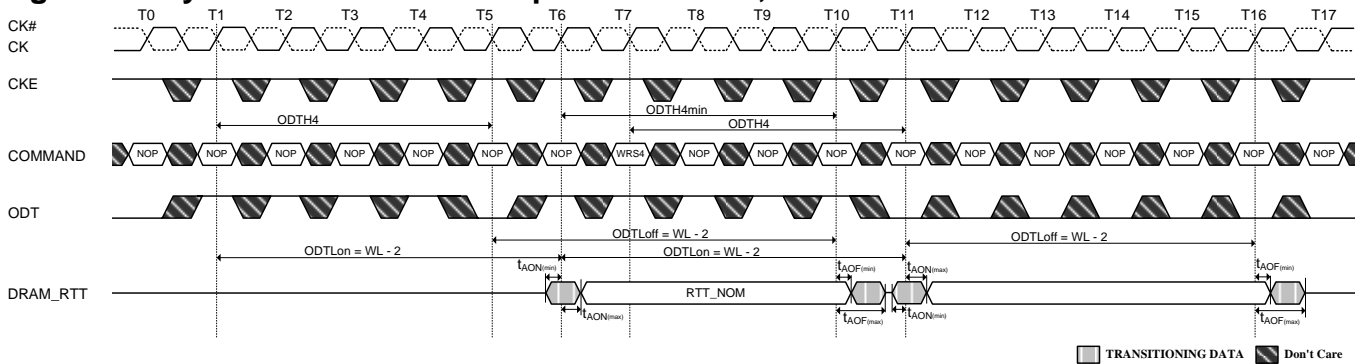 T0 T1 T2 T3 T4 T5 T6 T7 T8 T9 T10 T11 T12 T13 T14 T15 T16 T17
CK#
CK
CKE
ODTH4 ODTH4min
ODTH4
COMMAND NOP NOP NOP NOP NOP NOP NOP WRS4 NOP NOP NOP NOP NOP NOP NOP NOP NOP NOP
ODT
ODTLoff = WL - 2 ODTLoff = WL - 2
ODTLon = WL - 2 ODTLon = WL - 2
tAON(min) tAOF(min) tAON(max) tAOF(min)
DRAM_RTT RTT_NOM
tAON(max) tAOF(max) tAON(min) tAOF(max)
TRANSITIONING DATA Don't Care